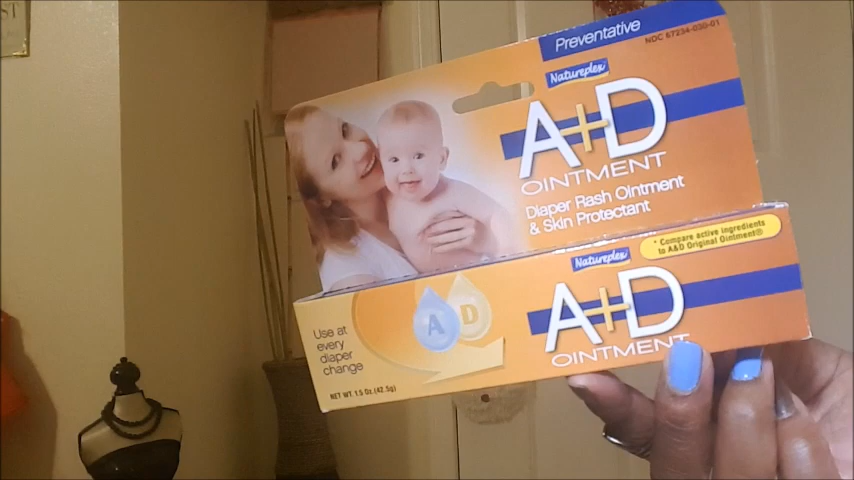 ST
Preventative
NDC 67234-030-01
Natureplex
A+D
OINTMENT
Diaper Rash Ointment
& Skin Protectant
* Compare active ingredients
to A&D Original Ointment®
Natureplex
A+D
OINTMENT
A D
Use at
every
diaper
change
NET WT. 1.5 Oz. (42.5g)